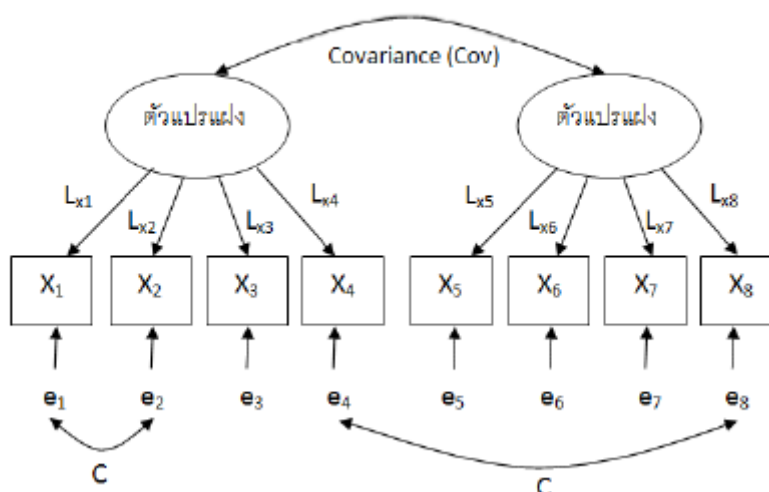 Covariance (Cov)
ตัวแปรแฝง ตัวแปรแฝง
Lx1 Lx2 Lx3 Lx4 Lx5 Lx6 Lx7 Lx8
X1 X2 X3 X4 X5 X6 X7 X8
e1 e2 e3 e4 e5 e6 e7 e8
C C